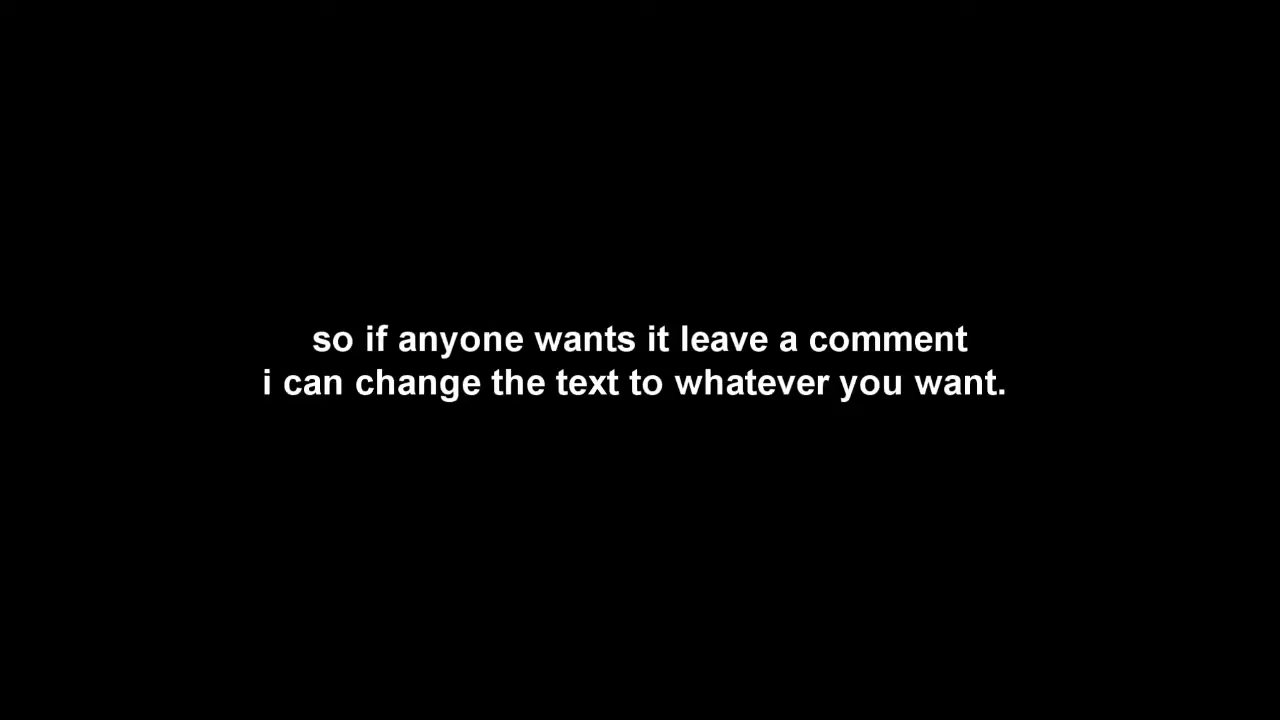 so if anyone wants it leave a comment
i can change the text to whatever you want.